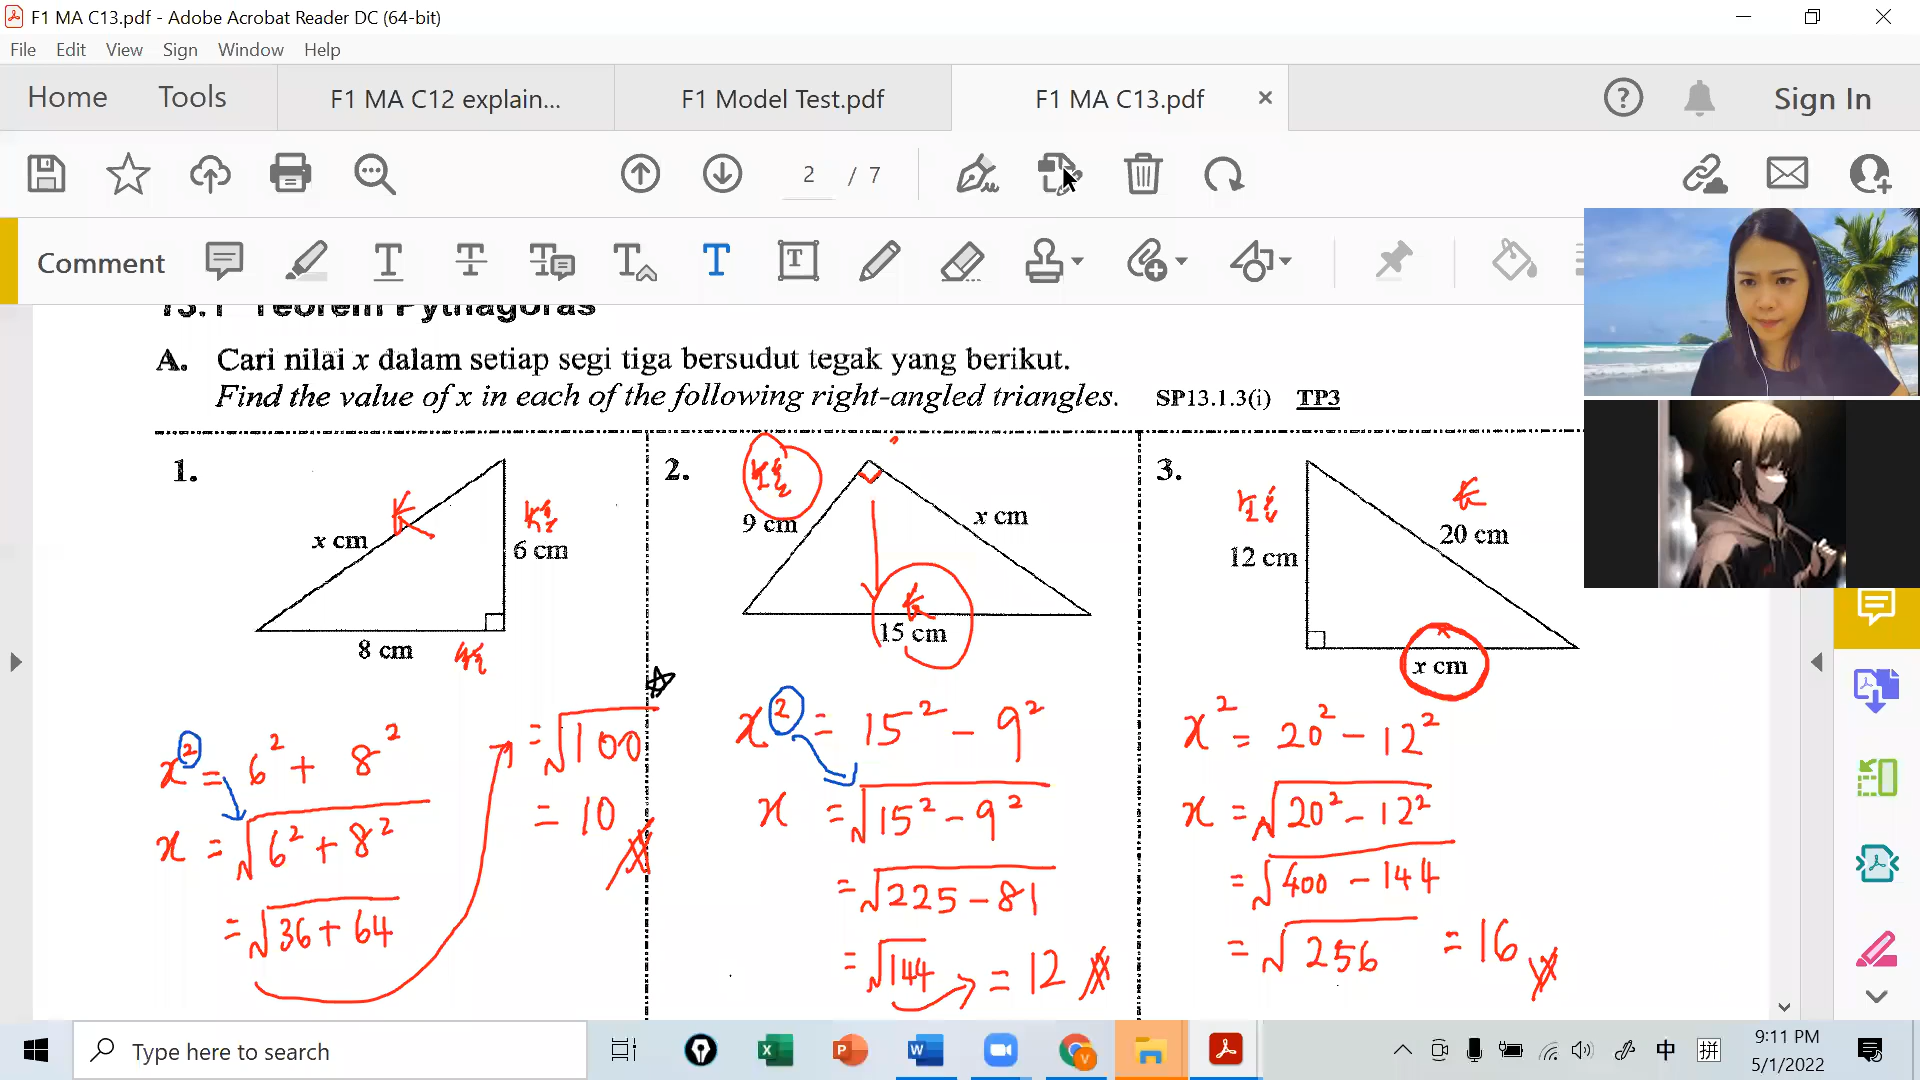 F1 MA C13.pdf - Adobe Acrobat Reader DC (64-bit)
File Edit View Sign Window Help
Home Tools F1 MA C12 explain... F1 Model Test.pdf F1 MA C13.pdf Sign In
2 / 7
Comment
13.1 Teorem Pythagoras
A. Cari nilai x dalam setiap segi tiga bersudut tegak yang berikut.
Find the value of x in each of the following right-angled triangles. SP13.1.3(i) TP3
1.
x cm
6 cm
8 cm
x² = 6² + 8²
x = √6² + 8²
= √36 + 64
= √100
= 10
2.
9 cm
x cm
15 cm
x² = 15² - 9²
x = √15² - 9²
= √225 - 81
= √144 = 12
3.
12 cm
20 cm
x cm
x² = 20² - 12²
x = √20² - 12²
= √400 - 144
= √256 = 16
Type here to search
中 拼
9:11 PM
5/1/2022